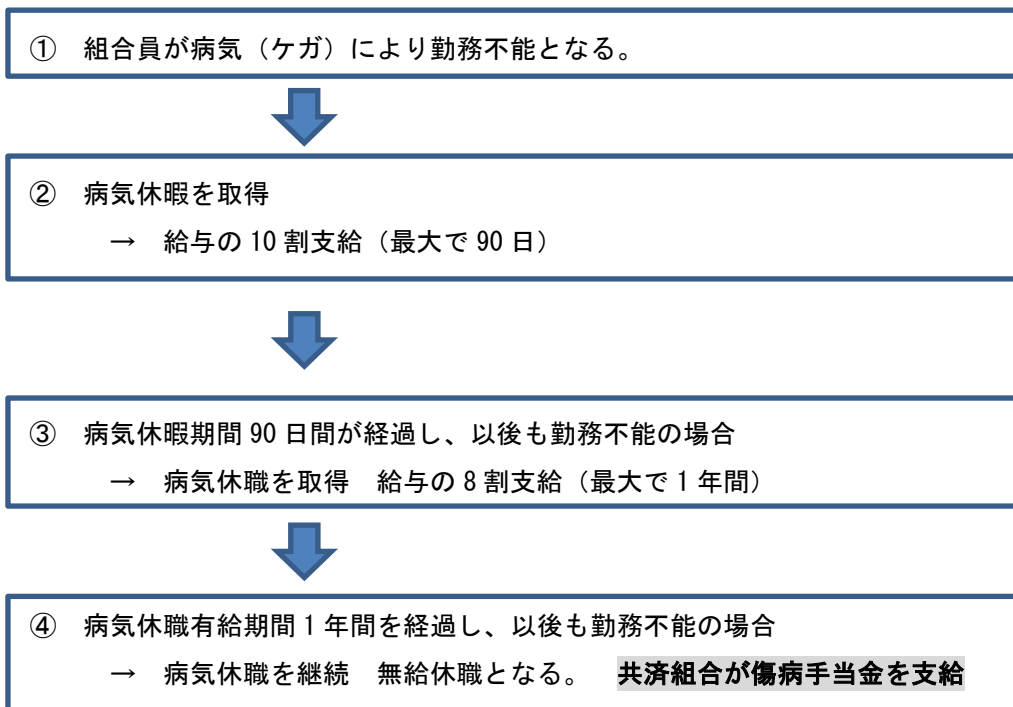 ① 組合員が病気（ケガ）により勤務不能となる。
② 病気休暇を取得
→ 給与の 10 割支給（最大で 90 日）
③ 病気休暇期間 90 日間が経過し、以後も勤務不能の場合
→ 病気休職を取得 給与の 8 割支給（最大で 1 年間）
④ 病気休職有給期間 1 年間を経過し、以後も勤務不能の場合
→ 病気休職を継続 無給休職となる。 共済組合が傷病手当金を支給